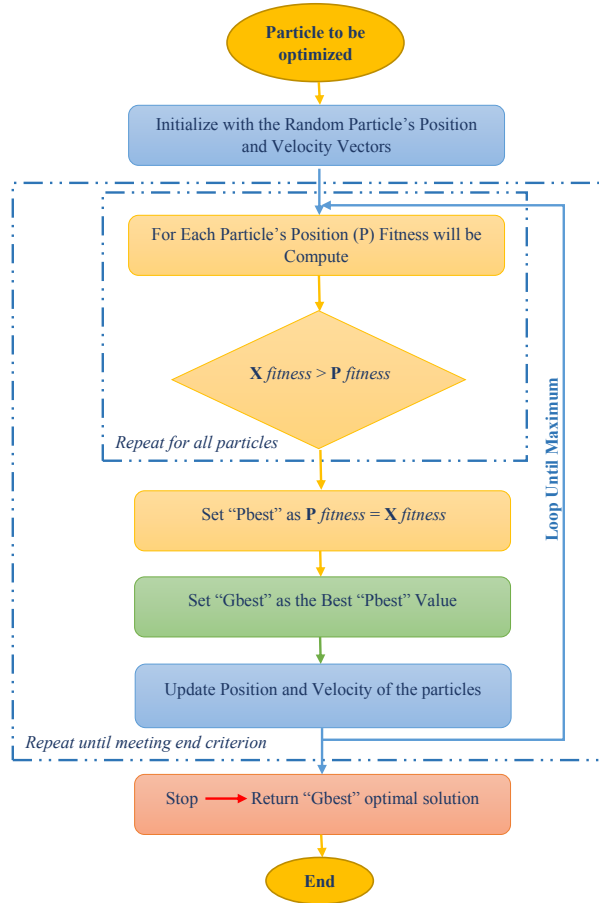 Particle to be
optimized
Initialize with the Random Particle's Position
and Velocity Vectors
For Each Particle's Position (P) Fitness will be
Compute
X fitness > P fitness
Repeat for all particles
Loop Until Maximum
Set “Pbest” as P fitness = X fitness
Set “Gbest” as the Best “Pbest” Value
Update Position and Velocity of the particles
Repeat until meeting end criterion
Stop Return “Gbest” optimal solution
End